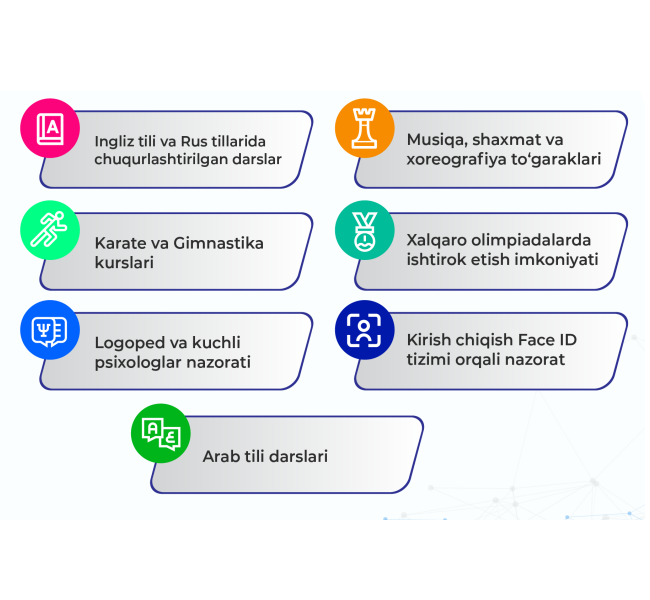 Ingliz tili va Rus tillarida
chuqurlashtirilgan darslar
Musiqa, shaxmat va
xoreografiya to‘garaklari
Karate va Gimnastika
kurslari
Xalqaro olimpiadalarda
ishtirok etish imkoniyati
Logoped va kuchli
psixologlar nazorati
Kirish chiqish Face ID
tizimi orqali nazorat
Arab tili darslari